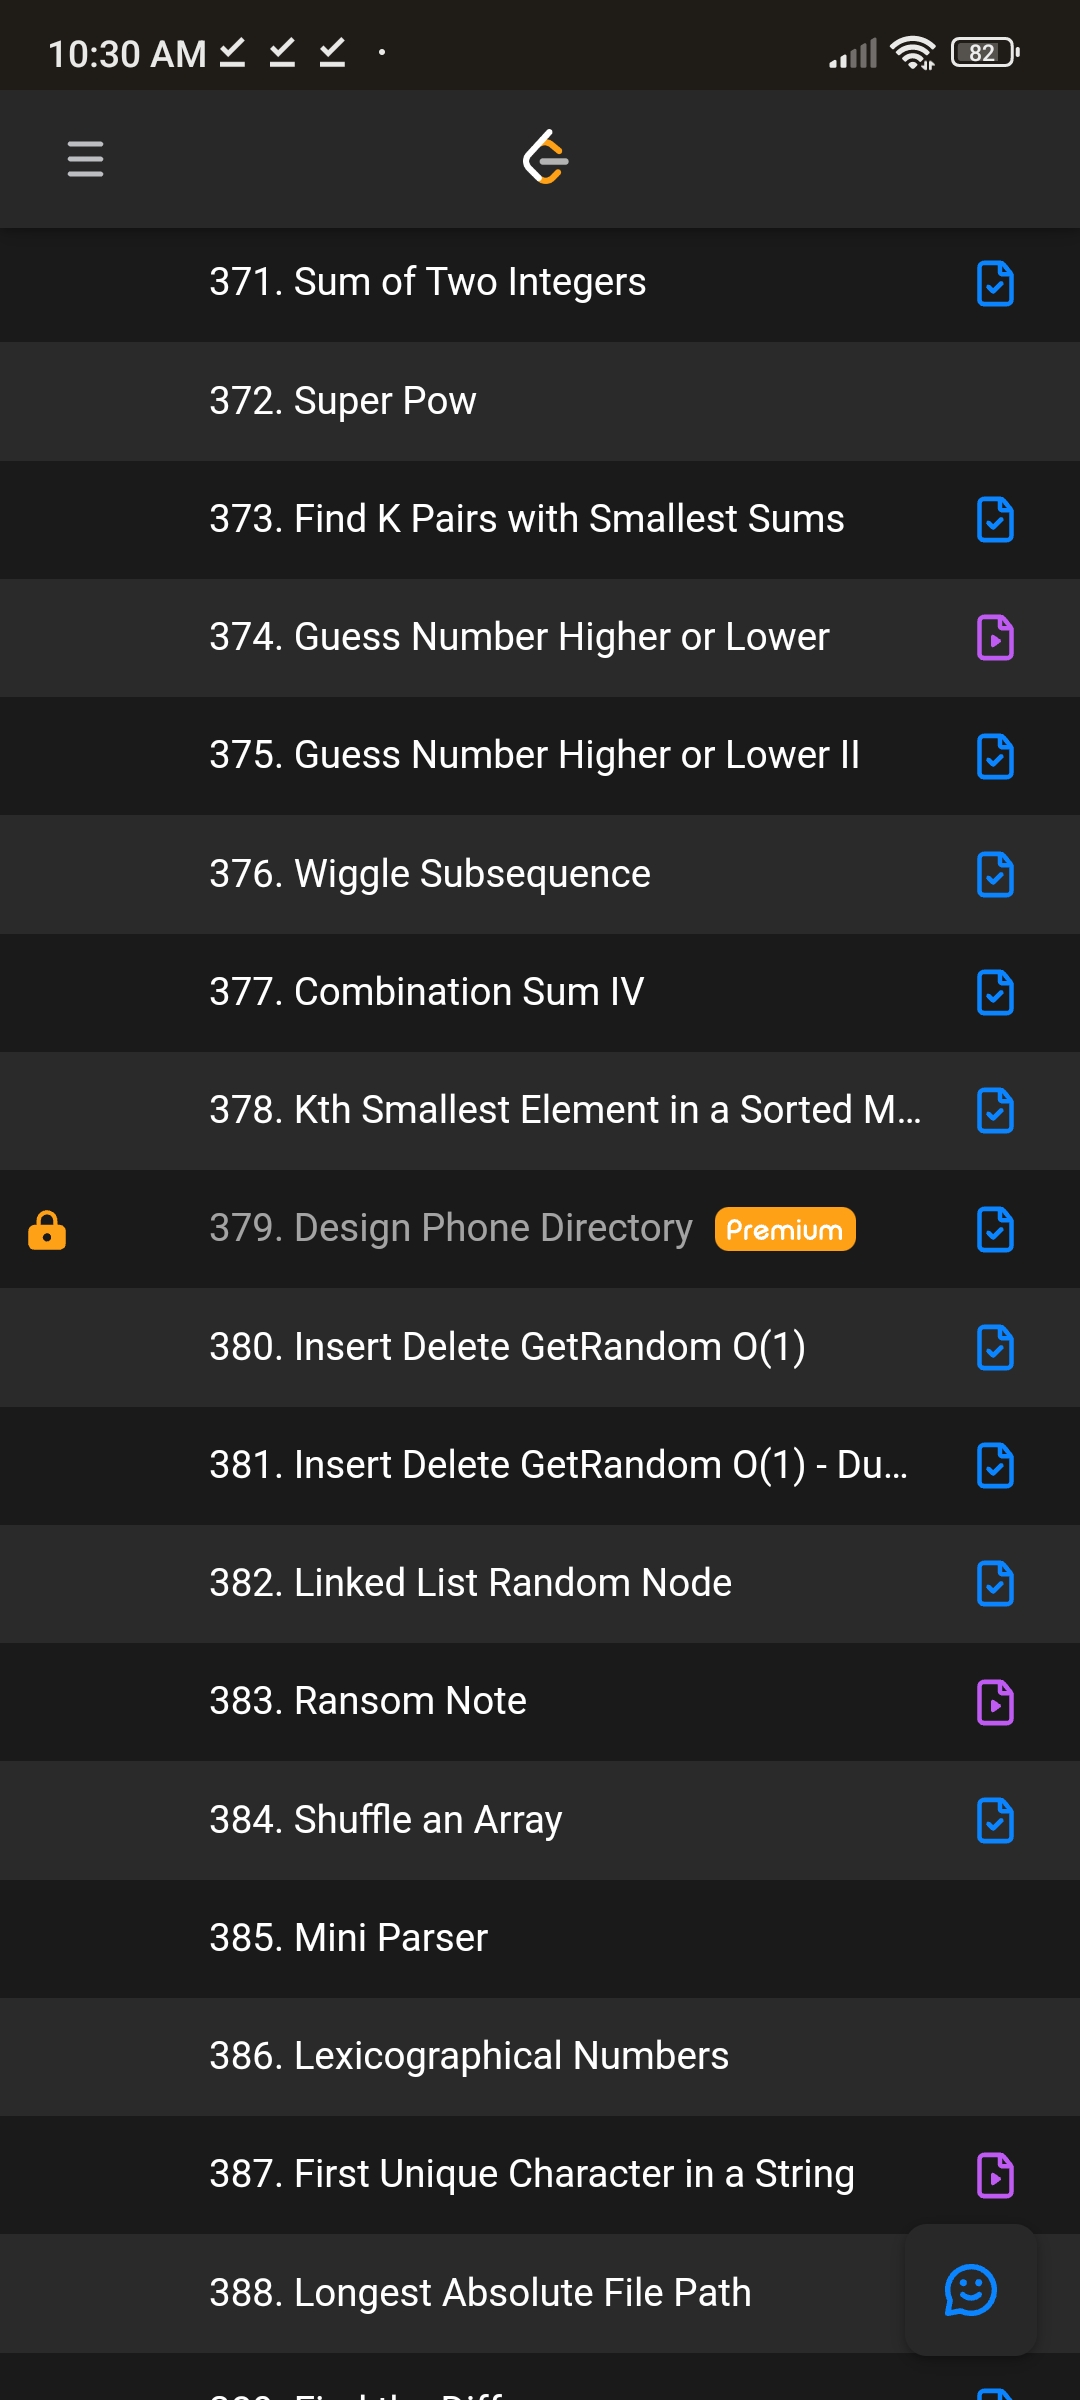 10:30 AM
82
371. Sum of Two Integers
372. Super Pow
373. Find K Pairs with Smallest Sums
374. Guess Number Higher or Lower
375. Guess Number Higher or Lower II
376. Wiggle Subsequence
377. Combination Sum IV
378. Kth Smallest Element in a Sorted M...
379. Design Phone Directory Premium
380. Insert Delete GetRandom O(1)
381. Insert Delete GetRandom O(1) - Du...
382. Linked List Random Node
383. Ransom Note
384. Shuffle an Array
385. Mini Parser
386. Lexicographical Numbers
387. First Unique Character in a String
388. Longest Absolute File Path